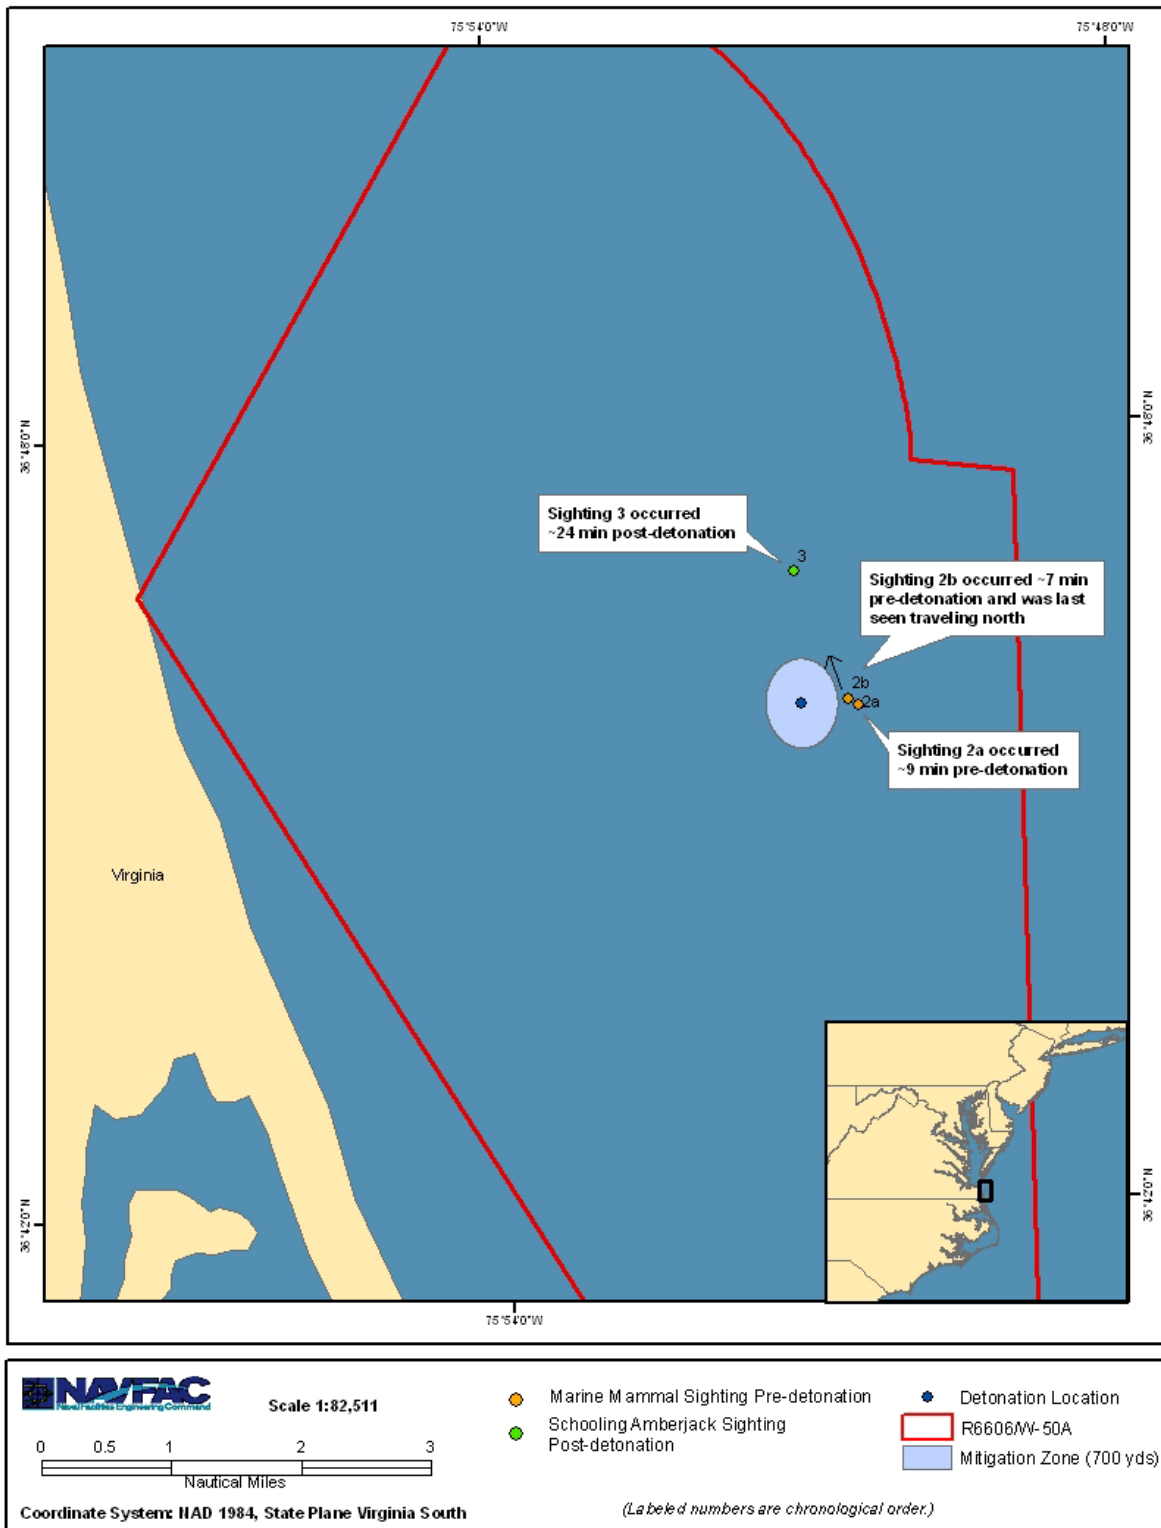 75°54'0"W
75°48'0"W
36°48'0"N
36°48'0"N
Sighting 3 occurred
~24 min post-detonation
3
Sighting 2b occurred ~7 min
pre-detonation and was last
seen traveling north
2b
2a
Sighting 2a occurred
~9 min pre-detonation
Virginia
36°42'0"N
36°42'0"N
75°54'0"W
NAVFAC
Naval Facilities Engineering Command
Scale 1:82,511
0 0.5 1 2 3
Nautical Miles
Coordinate System: NAD 1984, State Plane Virginia South
Marine Mammal Sighting Pre-detonation
Schooling Amberjack Sighting
Post-detonation
Detonation Location
R6606/W-50A
Mitigation Zone (700 yds)
(Labeled numbers are chronological order.)